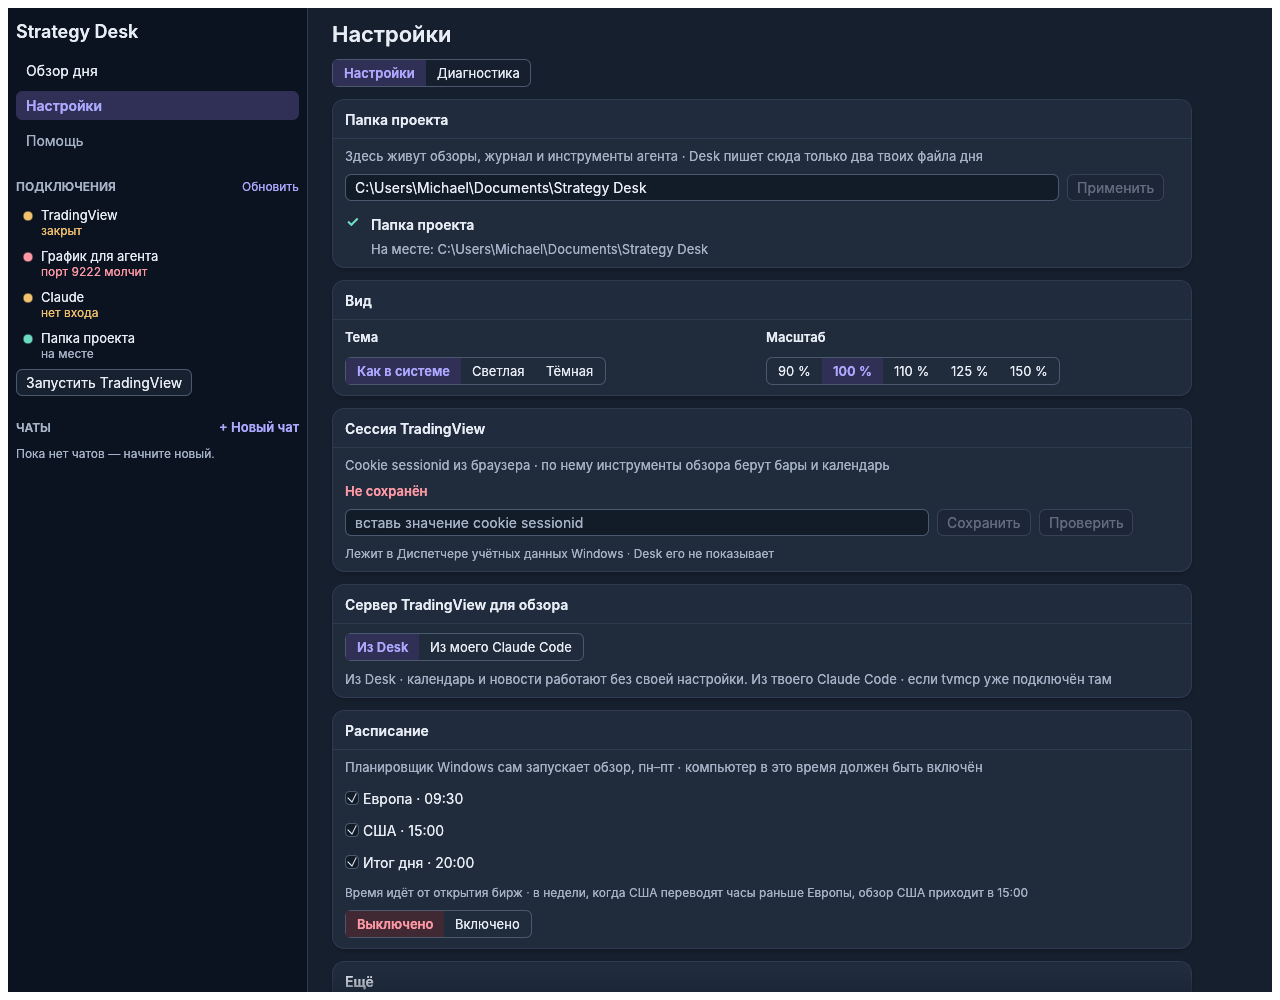 Strategy Desk
Обзор дня
Настройки
Помощь
ПОДКЛЮЧЕНИЯ
Обновить
TradingView
закрыт
График для агента
порт 9222 молчит
Claude
нет входа
Папка проекта
на месте
Запустить TradingView
ЧАТЫ
+ Новый чат
Пока нет чатов — начните новый.
Настройки
Настройки
Диагностика
Папка проекта
Здесь живут обзоры, журнал и инструменты агента · Desk пишет сюда только два твоих файла дня
C:\Users\Michael\Documents\Strategy Desk
Применить
Папка проекта
На месте: C:\Users\Michael\Documents\Strategy Desk
Вид
Тема
Как в системе
Светлая
Тёмная
Масштаб
90 %
100 %
110 %
125 %
150 %
Сессия TradingView
Cookie sessionid из браузера · по нему инструменты обзора берут бары и календарь
Не сохранён
вставь значение cookie sessionid
Сохранить
Проверить
Лежит в Диспетчере учётных данных Windows · Desk его не показывает
Сервер TradingView для обзора
Из Desk
Из моего Claude Code
Из Desk · календарь и новости работают без своей настройки. Из твоего Claude Code · если tvmcp уже подключён там
Расписание
Планировщик Windows сам запускает обзор, пн–пт · компьютер в это время должен быть включён
Европа · 09:30
США · 15:00
Итог дня · 20:00
Время идёт от открытия бирж · в недели, когда США переводят часы раньше Европы, обзор США приходит в 15:00
Выключено
Включено
Ещё